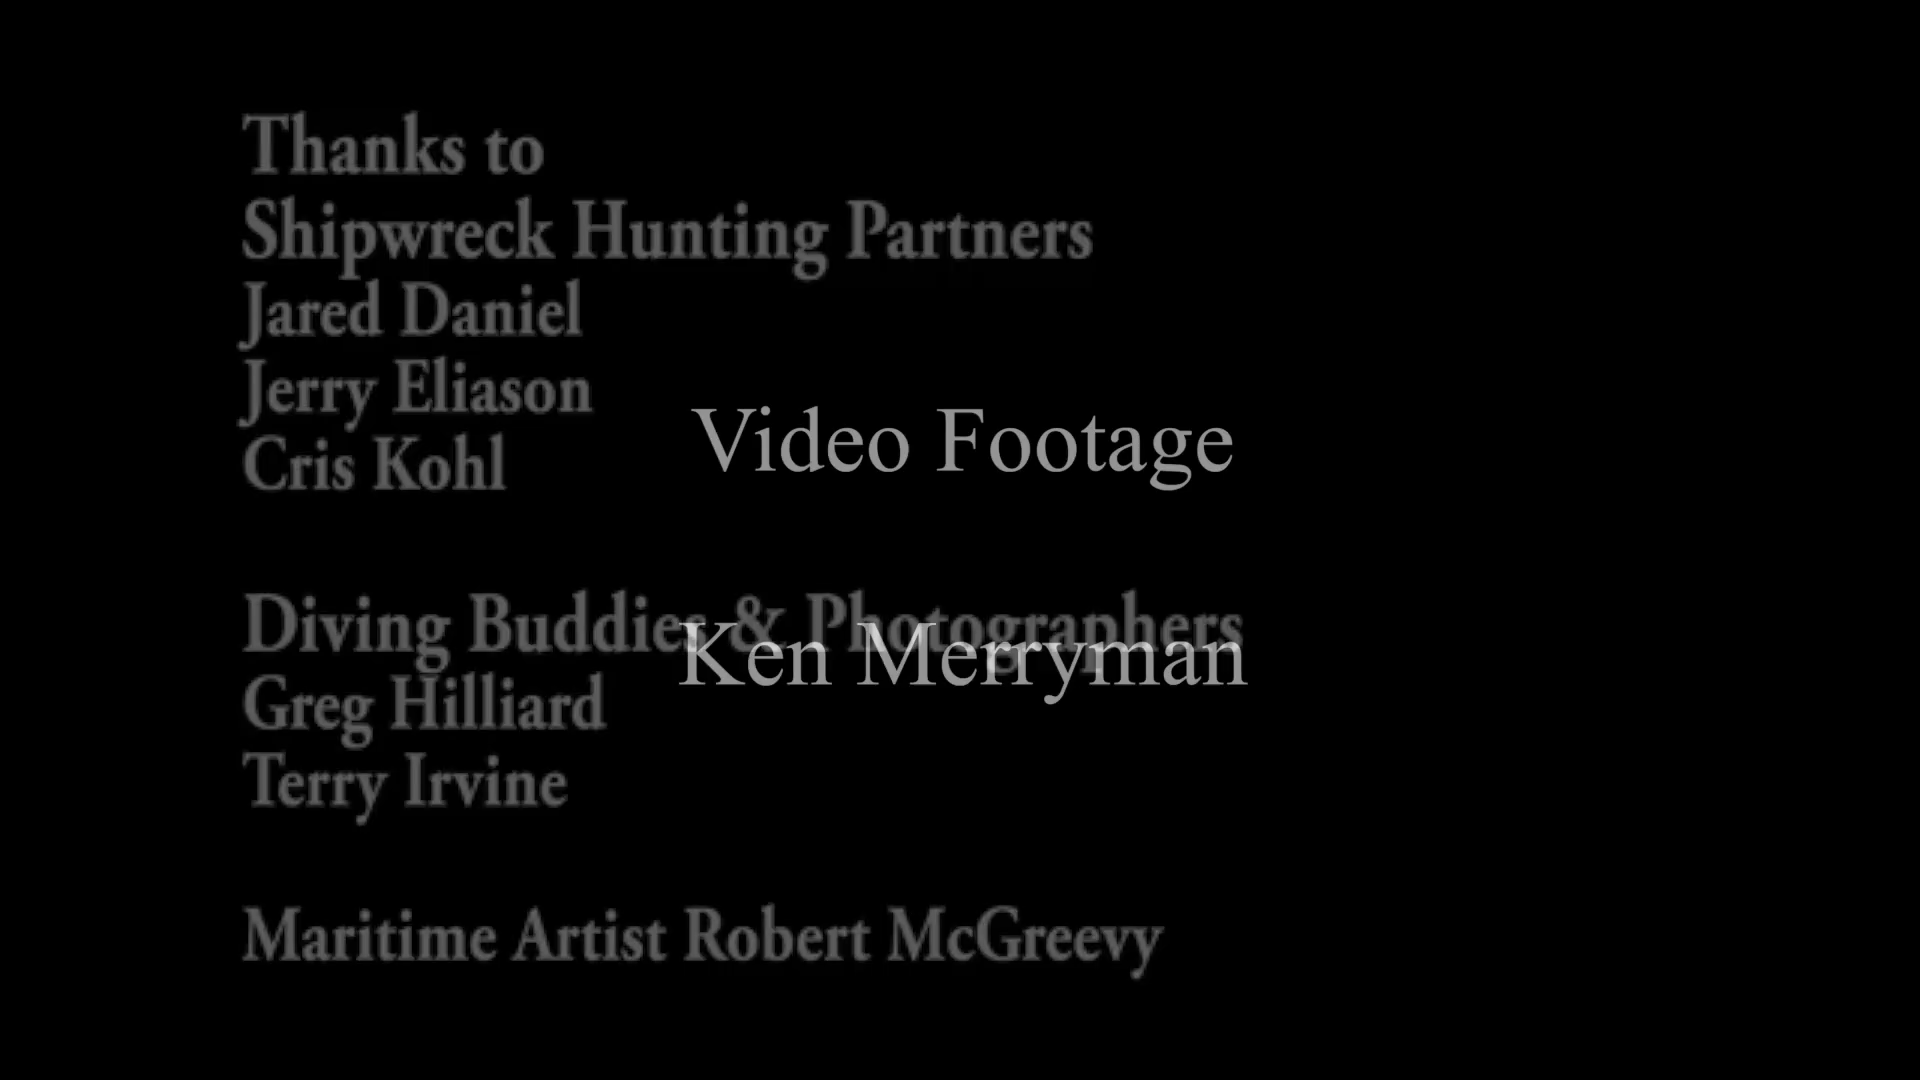 Thanks to
Shipwreck Hunting Partners
Jared Daniel
Jerry Eliason
Cris Kohl
Video Footage
Diving Buddies & Photographers
Ken Merryman
Greg Hilliard
Terry Irvine
Maritime Artist Robert McGreevy